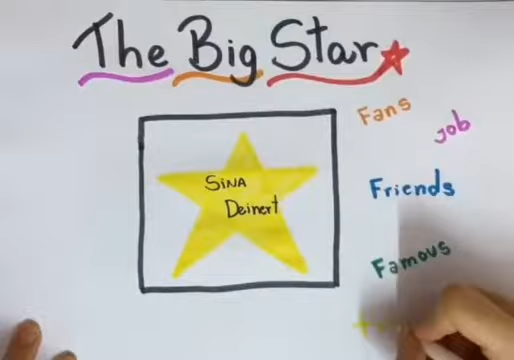 The Big Star
Fans
Job
SiNA
Deinert
Friends
Famous